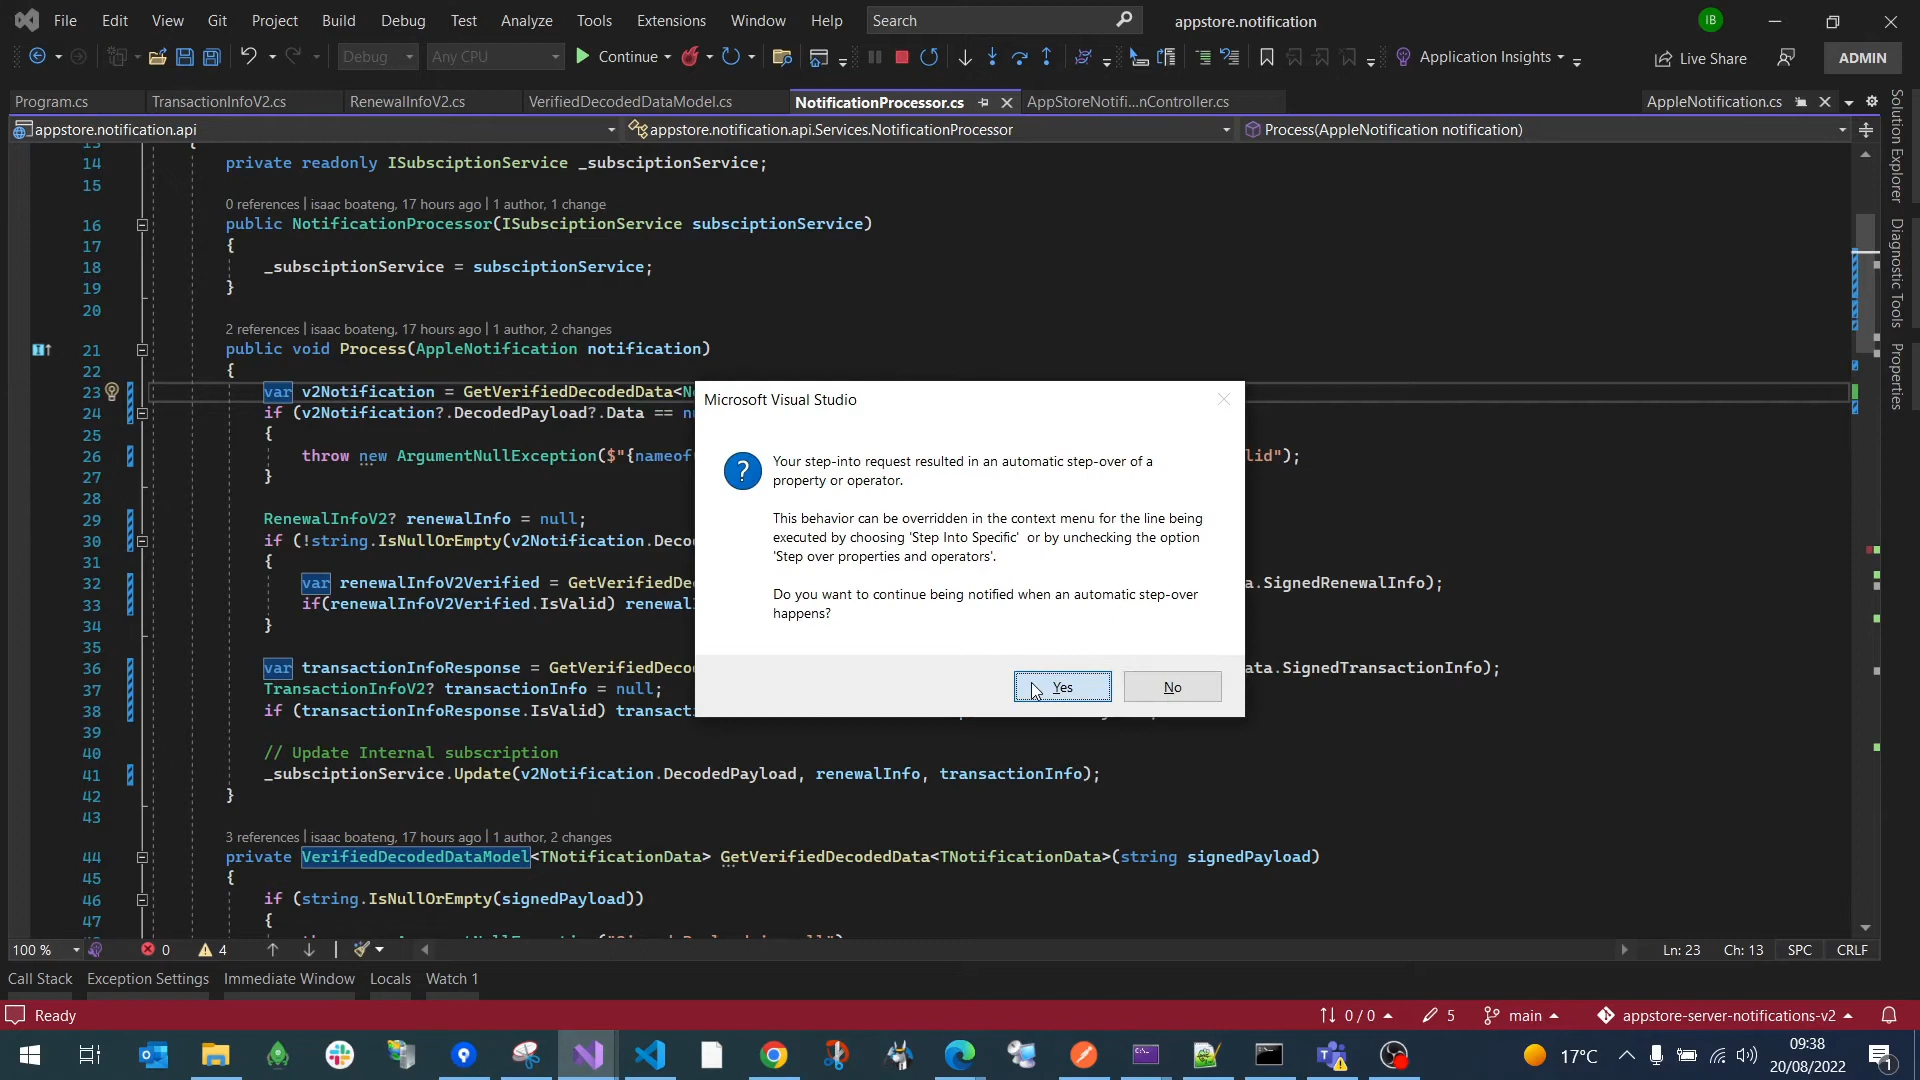 File Edit View Git Project Build Debug Test Analyze Tools Extensions Window Help Search appstore.notification IB
Debug Any CPU Continue Application Insights Live Share ADMIN
Program.cs TransactionInfoV2.cs RenewalInfoV2.cs VerifiedDecodedDataModel.cs NotificationProcessor.cs AppStoreNotifi...nController.cs AppleNotification.cs
appstore.notification.api appstore.notification.api.Services.NotificationProcessor Process(AppleNotification notification)
14 private readonly ISubsciptionService _subsciptionService;
15
0 references | isaac boateng, 17 hours ago | 1 author, 1 change
16 public NotificationProcessor(ISubsciptionService subsciptionService)
17 {
18 _subsciptionService = subsciptionService;
19 }
20
2 references | isaac boateng, 17 hours ago | 1 author, 2 changes
21 public void Process(AppleNotification notification)
22 {
23 var v2Notification = GetVerifiedDecodedData<N
24 if (v2Notification?.DecodedPayload?.Data == nu
25 {
26 throw new ArgumentNullException($"{nameof lid");
27 }
28
29 RenewalInfoV2? renewalInfo = null;
30 if (!string.IsNullOrEmpty(v2Notification.Deco
31 {
32 var renewalInfoV2Verified = GetVerifiedDe a.SignedRenewalInfo);
33 if(renewalInfoV2Verified.IsValid) renewal
34 }
35
36 var transactionInfoResponse = GetVerifiedDeco ata.SignedTransactionInfo);
37 TransactionInfoV2? transactionInfo = null;
38 if (transactionInfoResponse.IsValid) transact
39
40 // Update Internal subscription
41 _subsciptionService.Update(v2Notification.DecodedPayload, renewalInfo, transactionInfo);
42 }
43
3 references | isaac boateng, 17 hours ago | 1 author, 2 changes
44 private VerifiedDecodedDataModel<TNotificationData> GetVerifiedDecodedData<TNotificationData>(string signedPayload)
45 {
46 if (string.IsNullOrEmpty(signedPayload))
47 {
Microsoft Visual Studio
Your step-into request resulted in an automatic step-over of a
property or operator.
This behavior can be overridden in the context menu for the line being
executed by choosing 'Step Into Specific' or by unchecking the option
'Step over properties and operators'.
Do you want to continue being notified when an automatic step-over
happens?
Yes No
Solution Explorer
Diagnostic Tools
Properties
100 % 0 4 Ln: 23 Ch: 13 SPC CRLF
Call Stack Exception Settings Immediate Window Locals Watch 1
Ready 0 / 0 5 main appstore-server-notifications-v2
17°C 09:38
20/08/2022
1